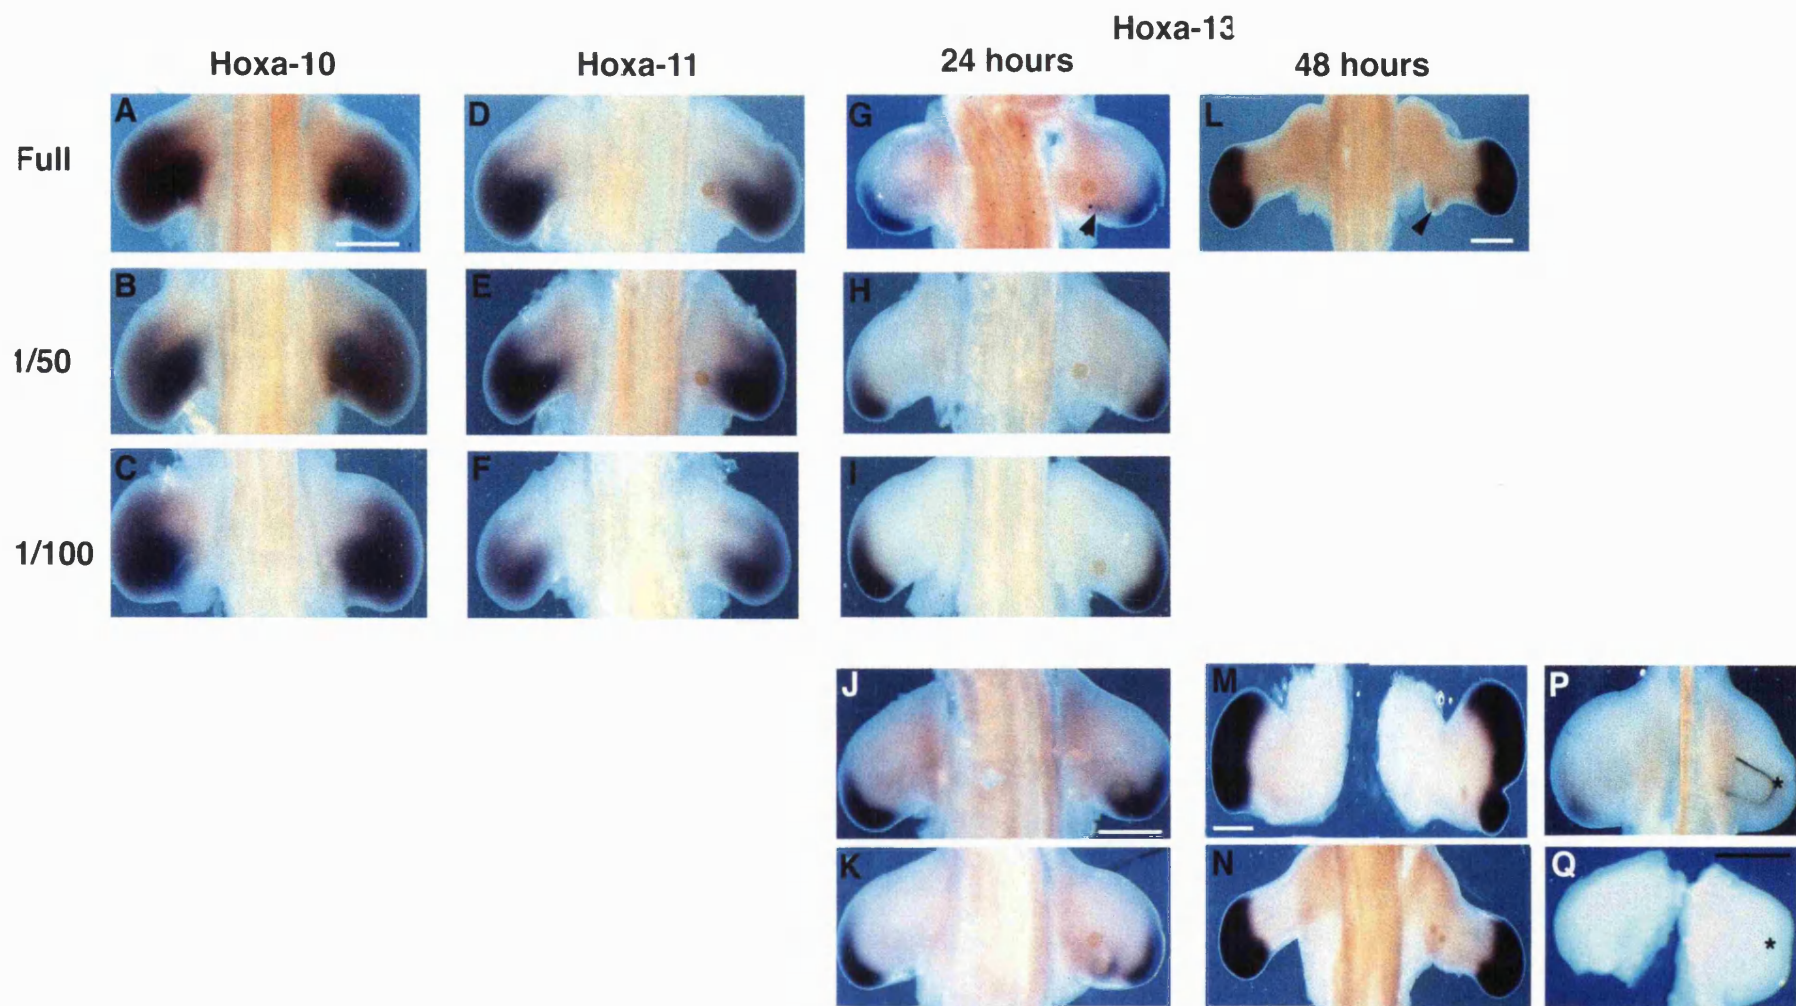 Hoxa-13
Hoxa-10 Hoxa-11 24 hours 48 hours
Full
A D G L
1/50
B E H
1/100
C F I
J M P
*
K N Q
*